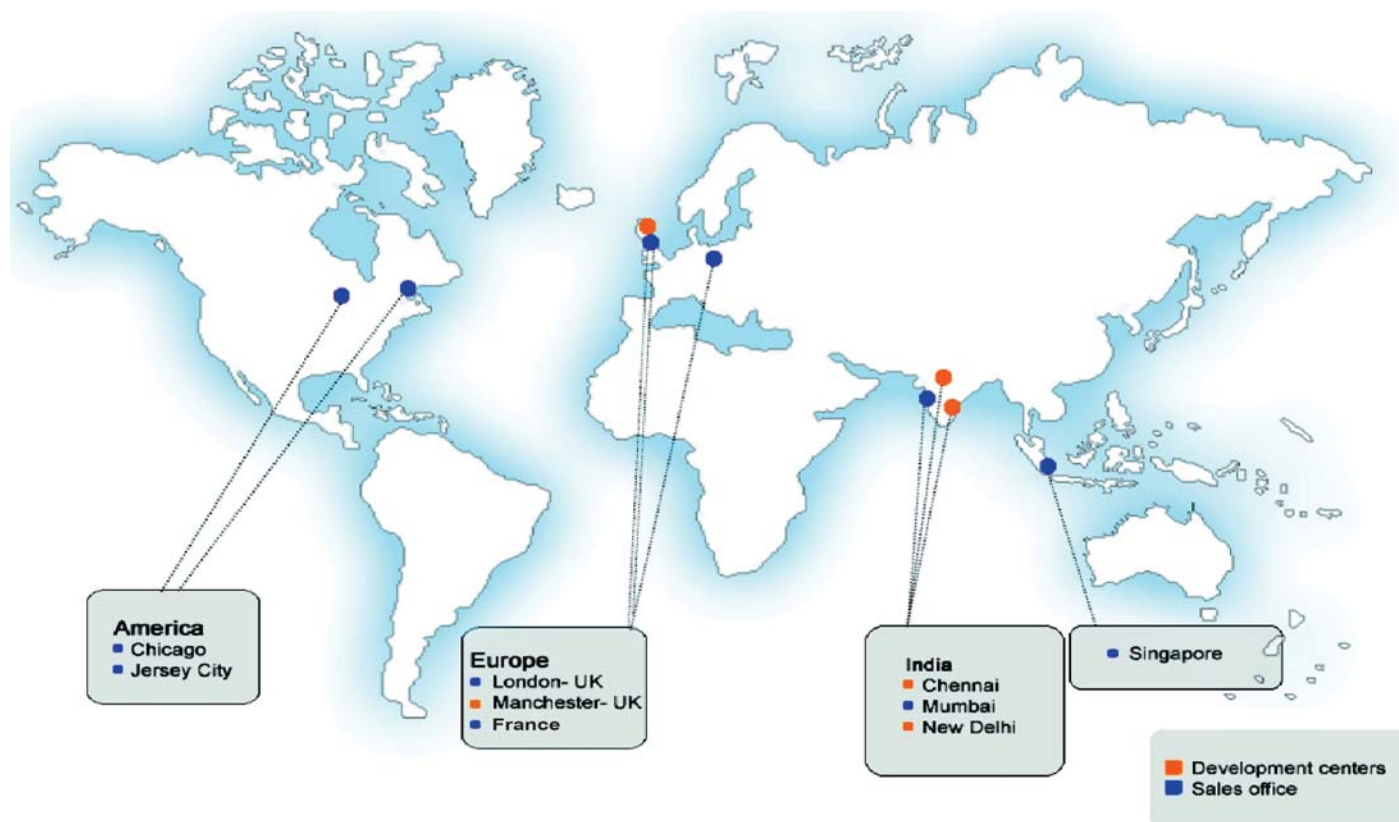 America
Chicago
Jersey City
Europe
London- UK
Manchester- UK
France
India
Chennai
Mumbai
New Delhi
Singapore
Development centers
Sales office